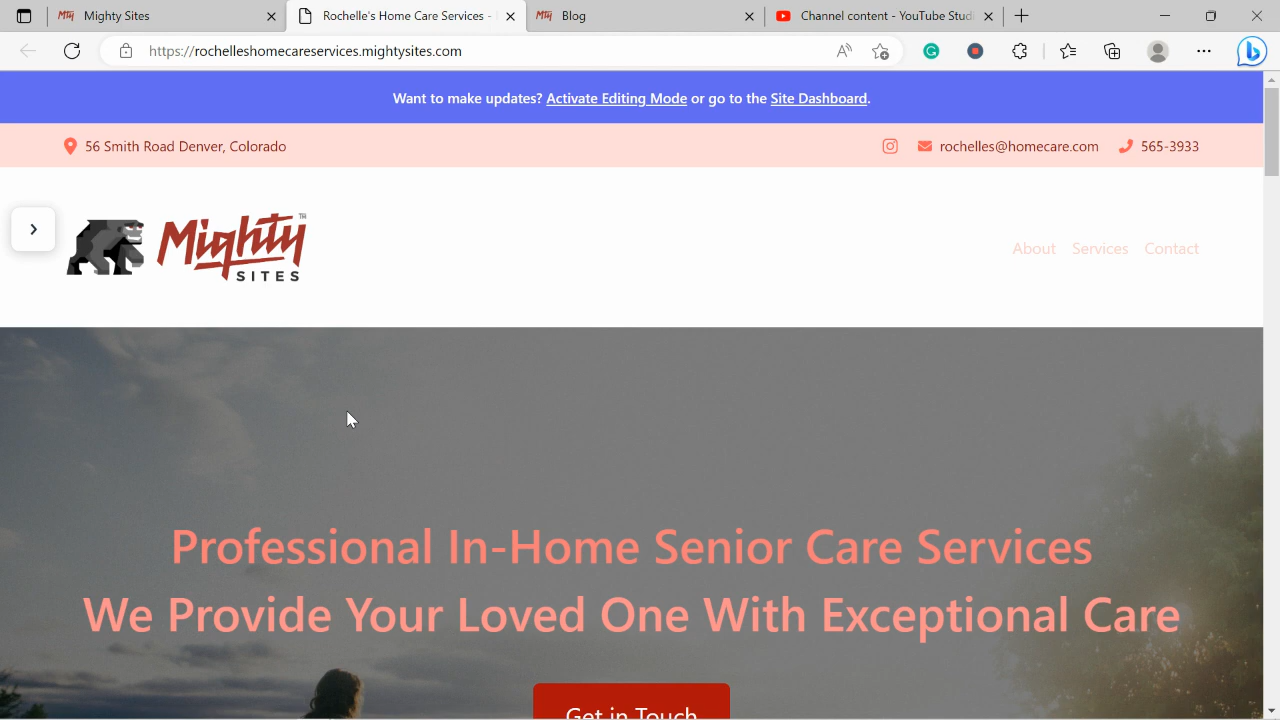 Mighty Sites
Rochelle's Home Care Services -
Blog
Channel content - YouTube Studi
https://rochelleshomecareservices.mightysites.com
Want to make updates? Activate Editing Mode or go to the Site Dashboard.
56 Smith Road Denver, Colorado
rochelles@homecare.com
565-3933
Mighty™
SITES
About Services Contact
Professional In-Home Senior Care Services
We Provide Your Loved One With Exceptional Care
Get in Touch